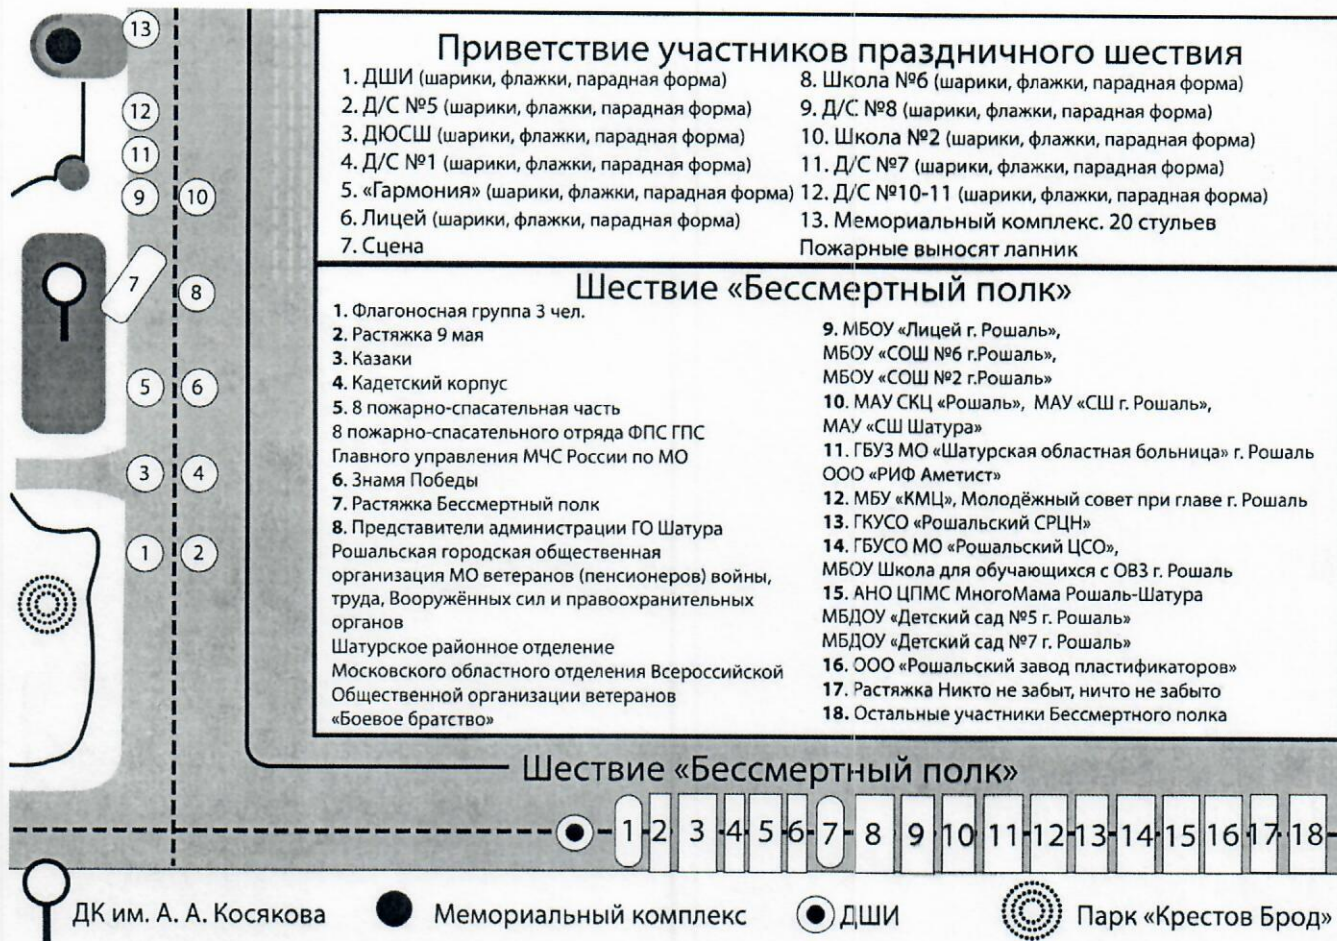 Приветствие участников праздничного шествия
1. ДШИ (шарики, флажки, парадная форма)
2. Д/С №5 (шарики, флажки, парадная форма)
3. ДЮСШ (шарики, флажки, парадная форма)
4. Д/С №1 (шарики, флажки, парадная форма)
5. «Гармония» (шарики, флажки, парадная форма)
6. Лицей (шарики, флажки, парадная форма)
7. Сцена
8. Школа №6 (шарики, флажки, парадная форма)
9. Д/С №8 (шарики, флажки, парадная форма)
10. Школа №2 (шарики, флажки, парадная форма)
11. Д/С №7 (шарики, флажки, парадная форма)
12. Д/С №10-11 (шарики, флажки, парадная форма)
13. Мемориальный комплекс. 20 стульев
Пожарные выносят лапник
Шествие «Бессмертный полк»
1. Флагоносная группа 3 чел.
2. Растяжка 9 мая
3. Казаки
4. Кадетский корпус
5. 8 пожарно-спасательная часть
8 пожарно-спасательного отряда ФПС ГПС
Главного управления МЧС России по МО
6. Знамя Победы
7. Растяжка Бессмертный полк
8. Представители администрации ГО Шатура
Рошальская городская общественная
организация МО ветеранов (пенсионеров) войны,
труда, Вооружённых сил и правоохранительных
органов
Шатурское районное отделение
Московского областного отделения Всероссийской
Общественной организации ветеранов
«Боевое братство»
9. МБОУ «Лицей г. Рошаль»,
МБОУ «СОШ №6 г.Рошаль»,
МБОУ «СОШ №2 г.Рошаль»
10. МАУ СКЦ «Рошаль», МАУ «СШ г. Рошаль»,
МАУ «СШ Шатура»
11. ГБУЗ МО «Шатурская областная больница» г. Рошаль
ООО «РИФ Аметист»
12. МБУ «КМЦ», Молодёжный совет при главе г. Рошаль
13. ГКУСО «Рошальский СРЦН»
14. ГБУСО МО «Рошальский ЦСО»,
МБОУ Школа для обучающихся с ОВЗ г. Рошаль
15. АНО ЦПМС МногоМама Рошаль-Шатура
МБДОУ «Детский сад №5 г. Рошаль»
МБДОУ «Детский сад №7 г. Рошаль»
16. ООО «Рошальский завод пластификаторов»
17. Растяжка Никто не забыт, ничто не забыто
18. Остальные участники Бессмертного полка
13
12
11
9 10
7
8
5 6
3 4
1 2
Шествие «Бессмертный полк»
1 2 3 4 5 6 7 8 9 10 11 12 13 14 15 16 17 18
ДК им. А. А. Косякова
Мемориальный комплекс
ДШИ
Парк «Крестов Брод»